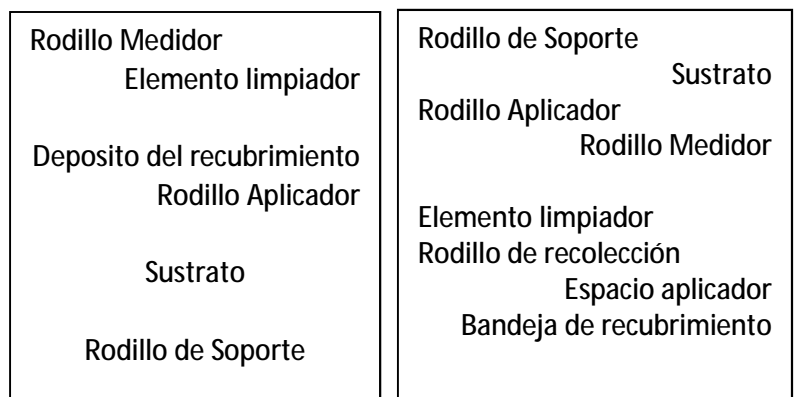 Rodillo Medidor
Elemento limpiador
Deposito del recubrimiento
Rodillo Aplicador
Sustrato
Rodillo de Soporte
Rodillo de Soporte
Sustrato
Rodillo Aplicador
Rodillo Medidor
Elemento limpiador
Rodillo de recolección
Espacio aplicador
Bandeja de recubrimiento